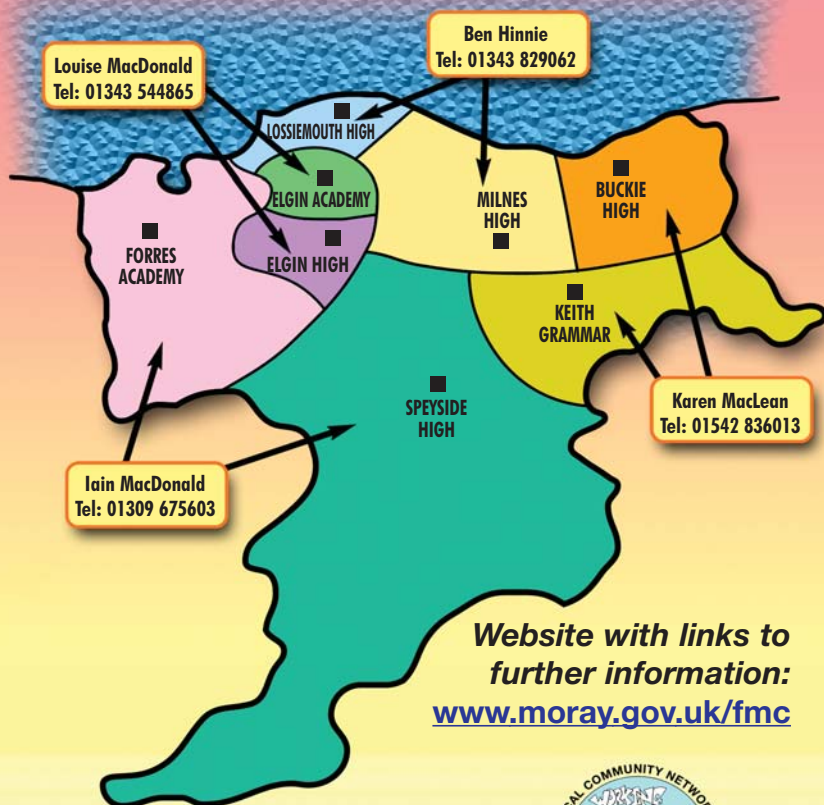 Ben Hinnie
Tel: 01343 829062
Louise MacDonald
Tel: 01343 544865
LOSSIEMOUTH HIGH
ELGIN ACADEMY
MILNES
HIGH
BUCKIE
HIGH
FORRES
ACADEMY
ELGIN HIGH
KEITH
GRAMMAR
SPEYSIDE
HIGH
Karen MacLean
Tel: 01542 836013
Iain MacDonald
Tel: 01309 675603
Website with links to
further information:
www.moray.gov.uk/fmc
COMMUNITY
WORKING